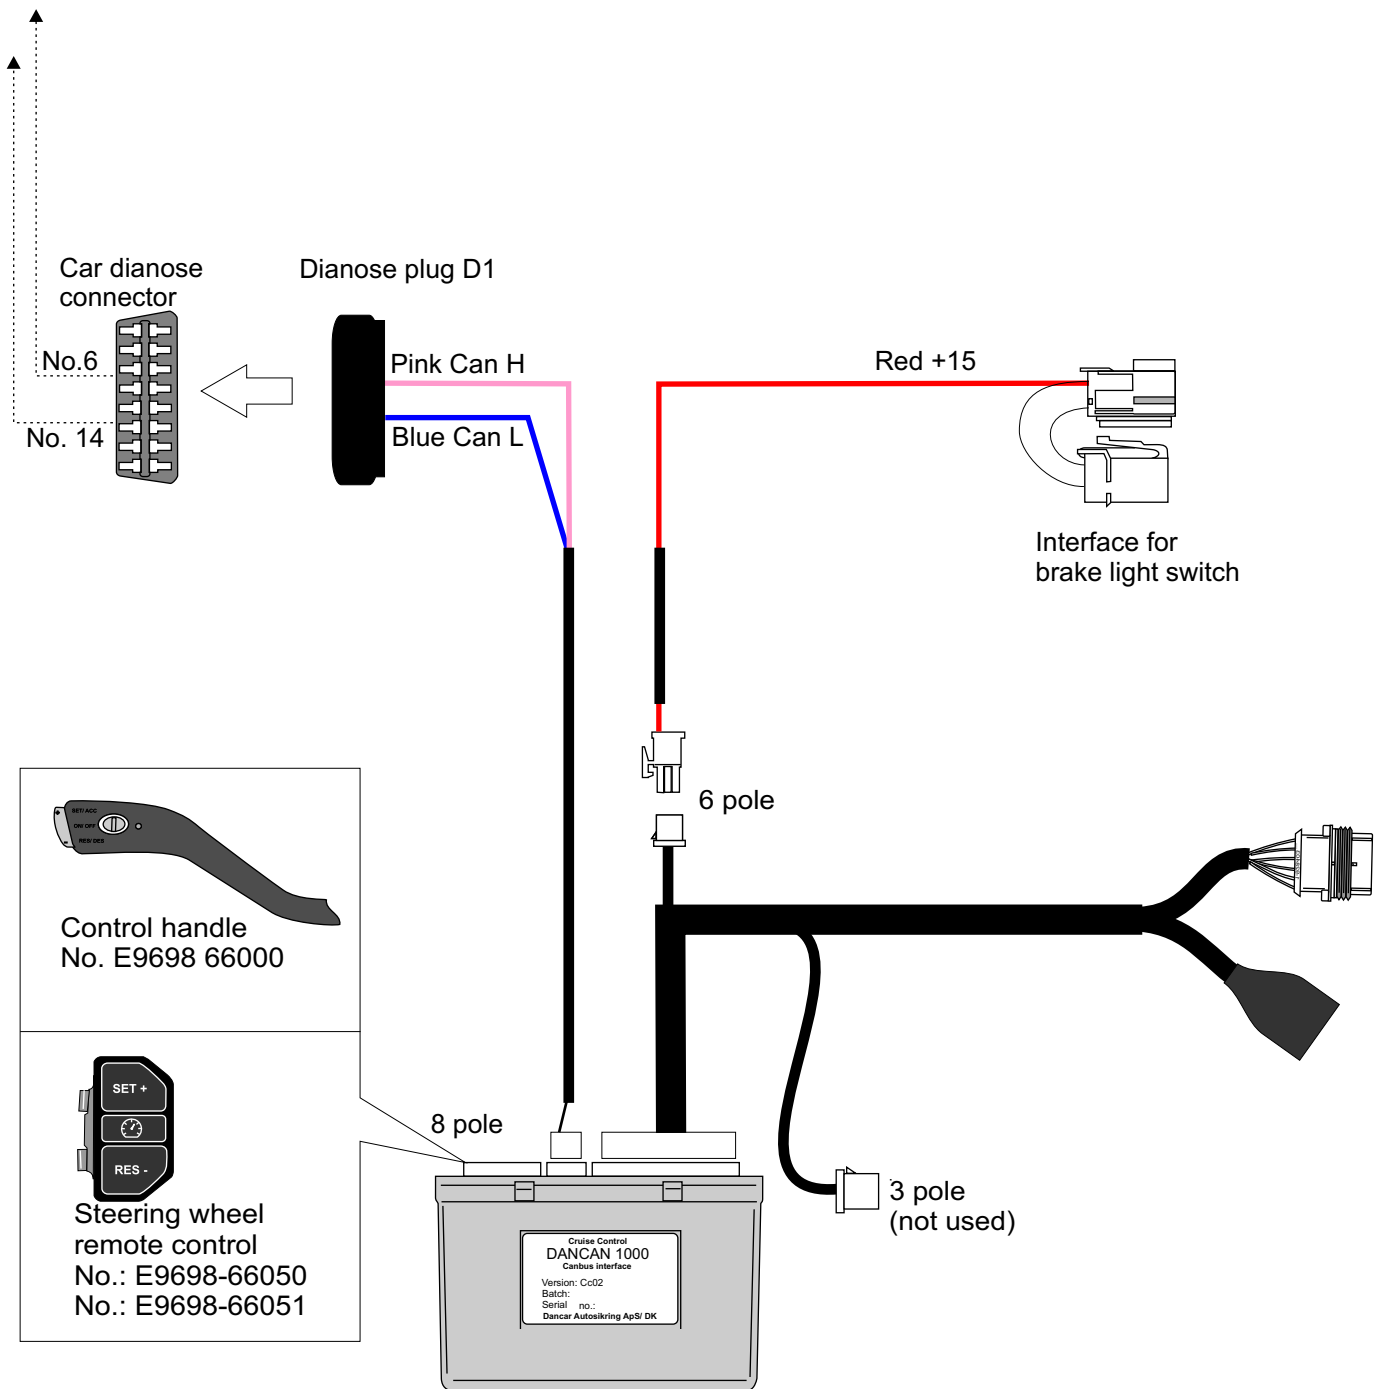 Car dianose
connector
Dianose plug D1
No.6
No. 14
Pink Can H
Blue Can L
Red +15
Interface for
brake light switch
6 pole
SET/ ACC
ON/ OFF
RES/ DES
Control handle
No. E9698 66000
SET +
RES -
Steering wheel
remote control
No.: E9698-66050
No.: E9698-66051
8 pole
3 pole
(not used)
Cruise Control
DANCAN 1000
Canbus interface
Version: Cc02
Batch:
Serial no.:
Dancar Autosikring ApS/ DK